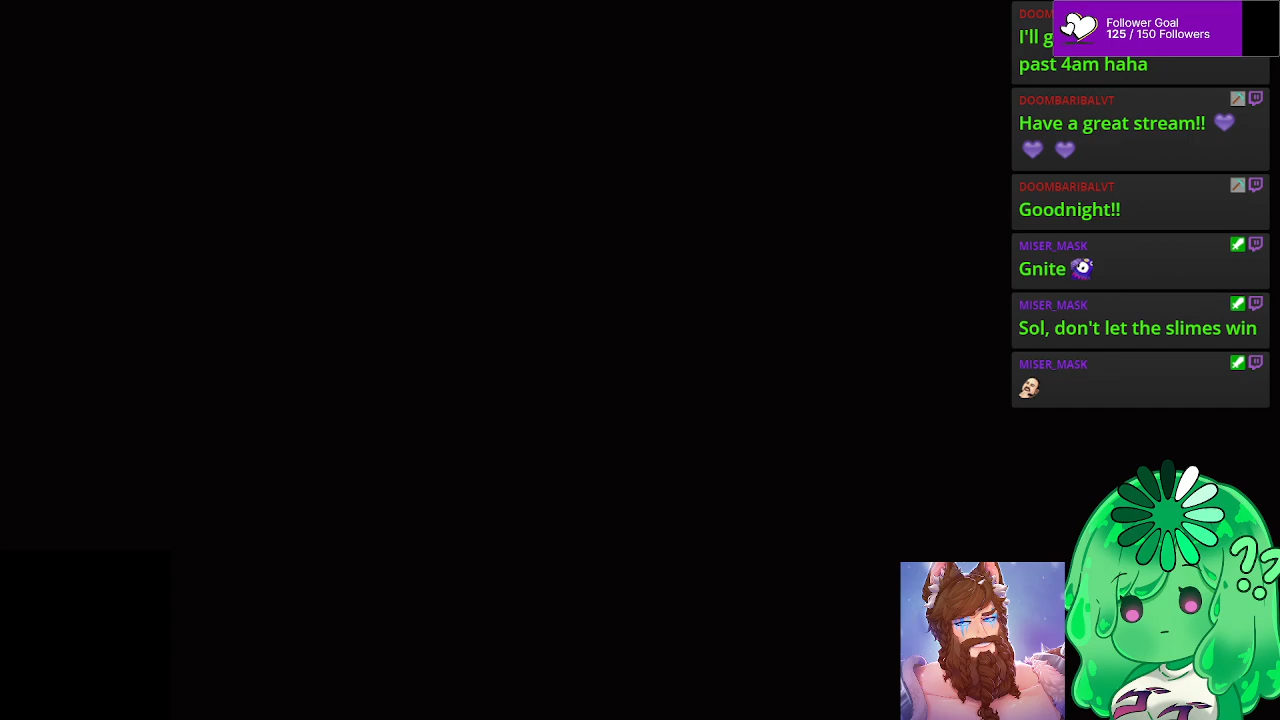 DOOM
Follower Goal
125 / 150 Followers
I'll g
past 4am haha
DOOMBARIBALVT
Have a great stream!!
DOOMBARIBALVT
Goodnight!!
MISER_MASK
Gnite
MISER_MASK
Sol, don't let the slimes win
MISER_MASK
??